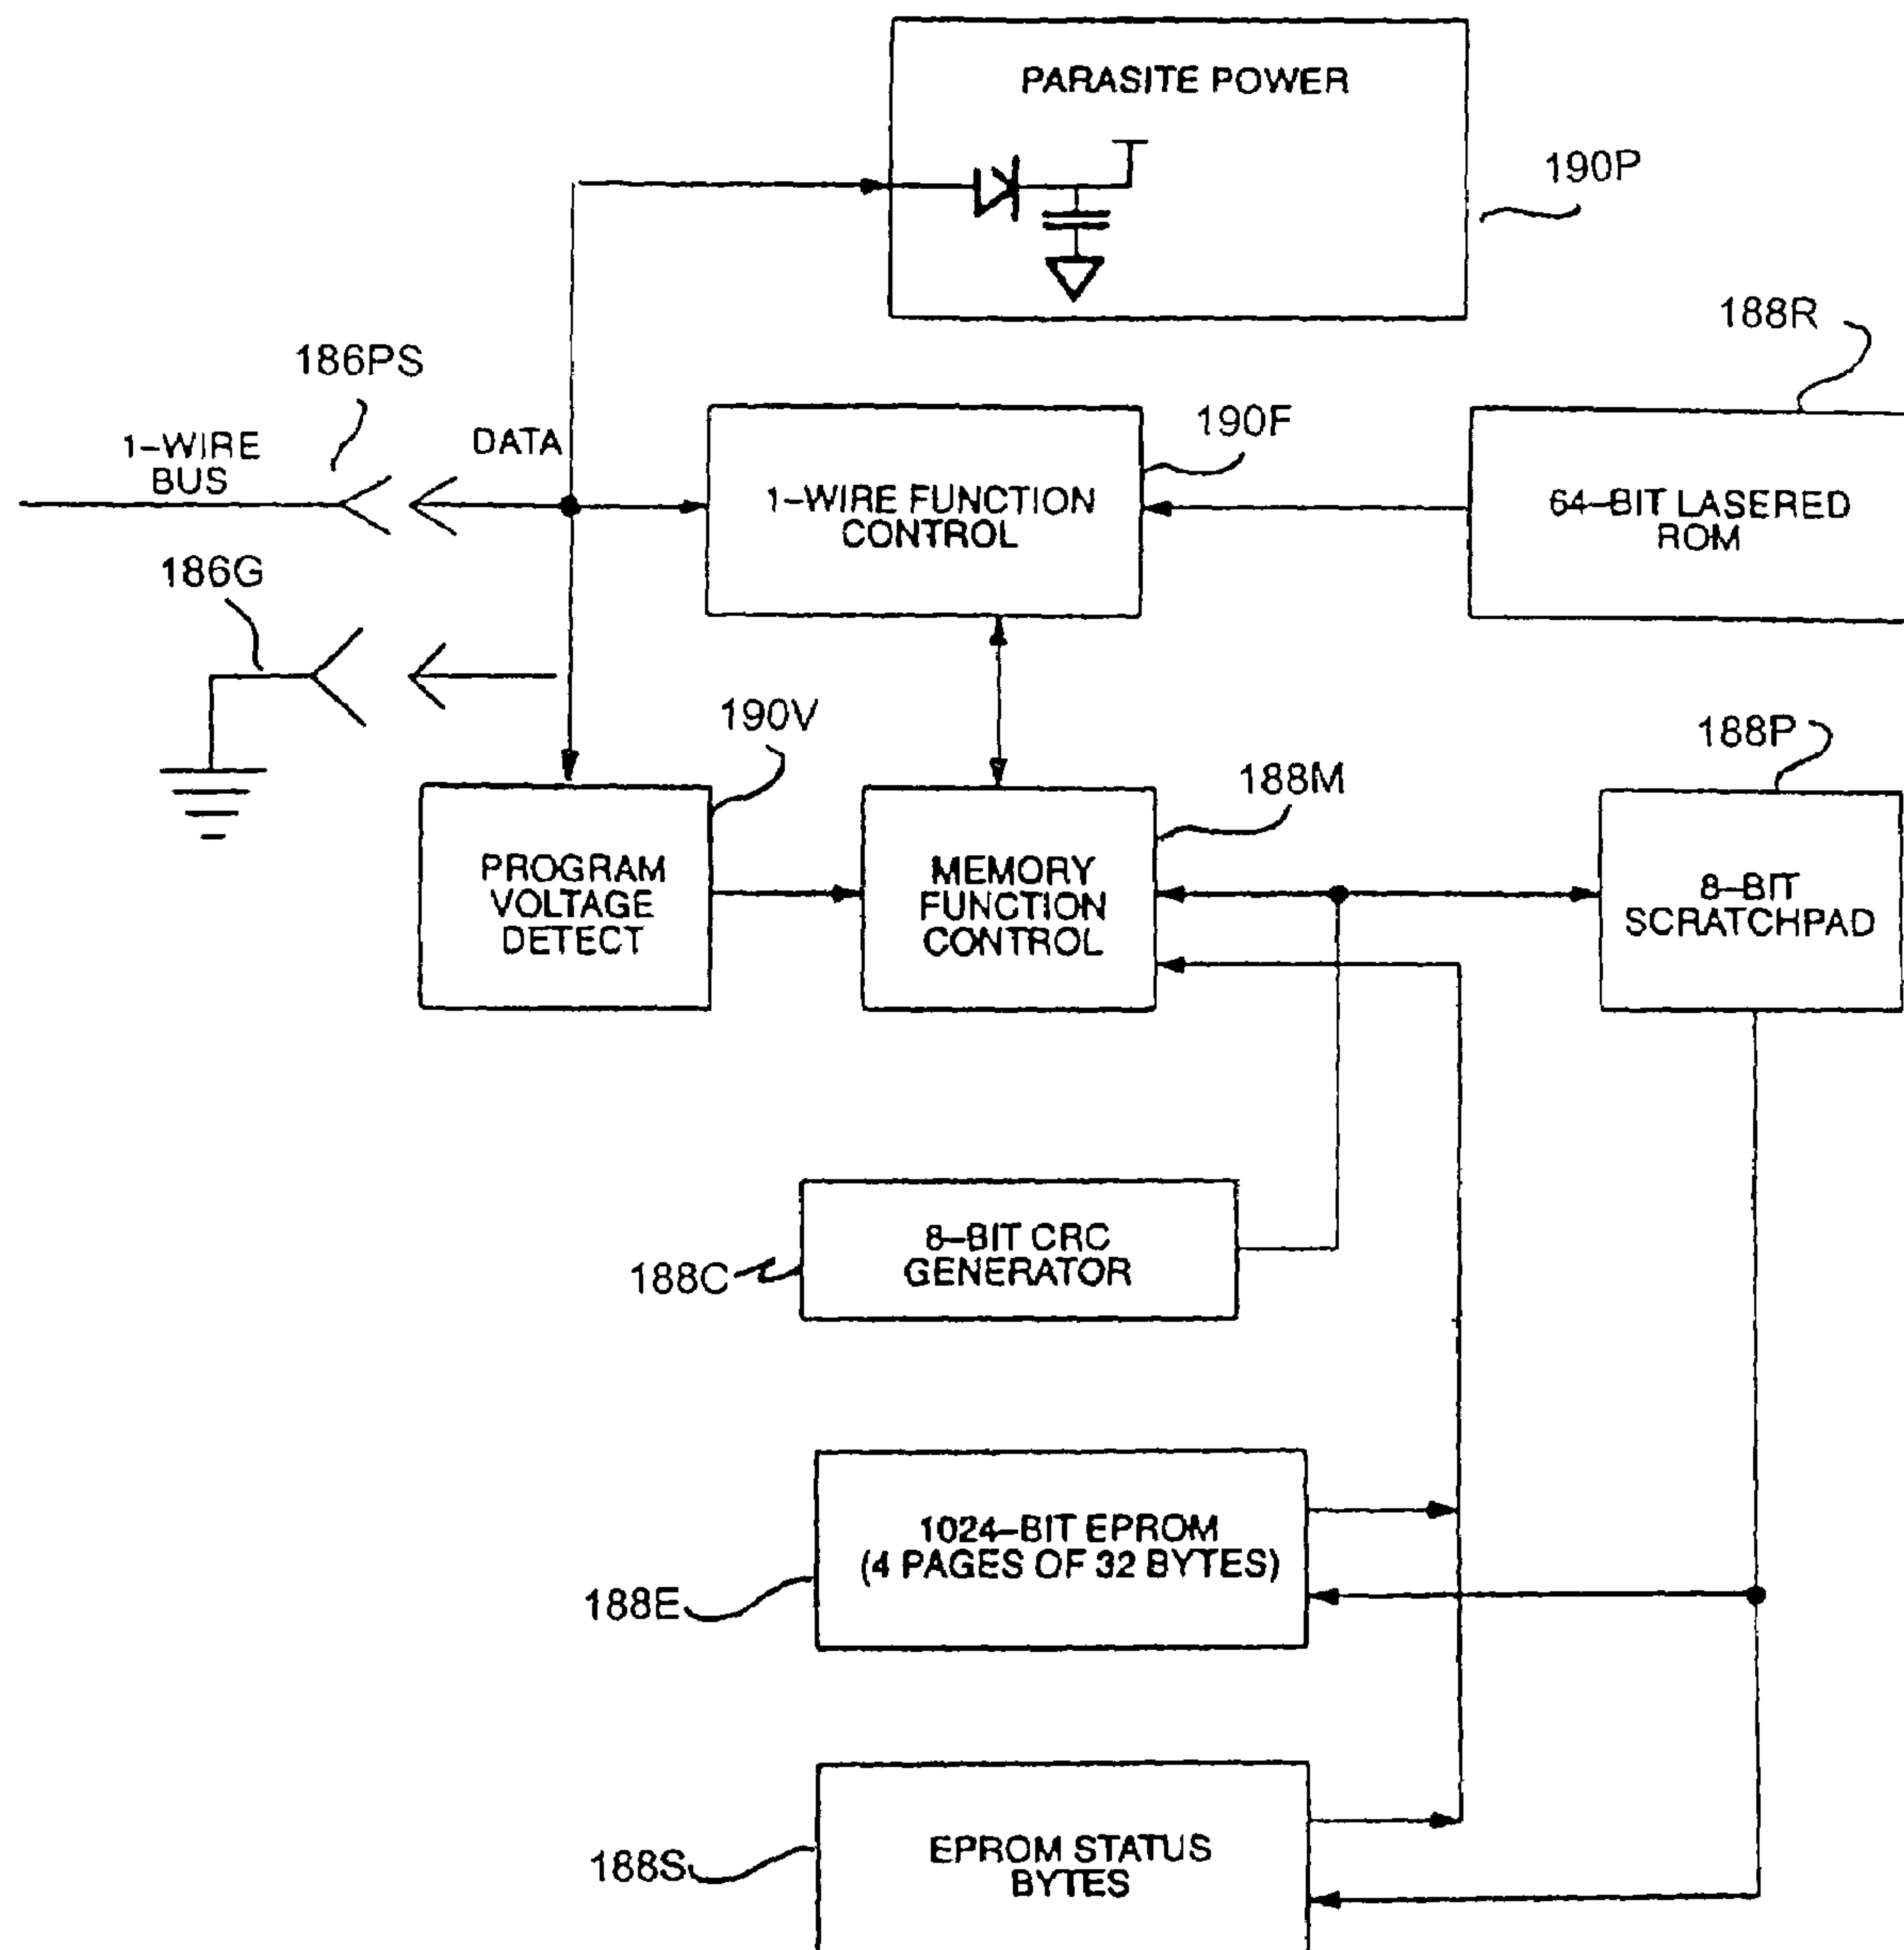 PARASITE POWER
190P
188R
186PS
1-WIRE
BUS
DATA
190F
1-WIRE FUNCTION
CONTROL
64-BIT LASERED
ROM
186G
190V
188M
188P
PROGRAM
VOLTAGE
DETECT
MEMORY
FUNCTION
CONTROL
8-BIT
SCRATCHPAD
8-BIT CRC
GENERATOR
188C
1024-BIT EPROM
(4 PAGES OF 32 BYTES)
188E
EPROM STATUS
BYTES
188S